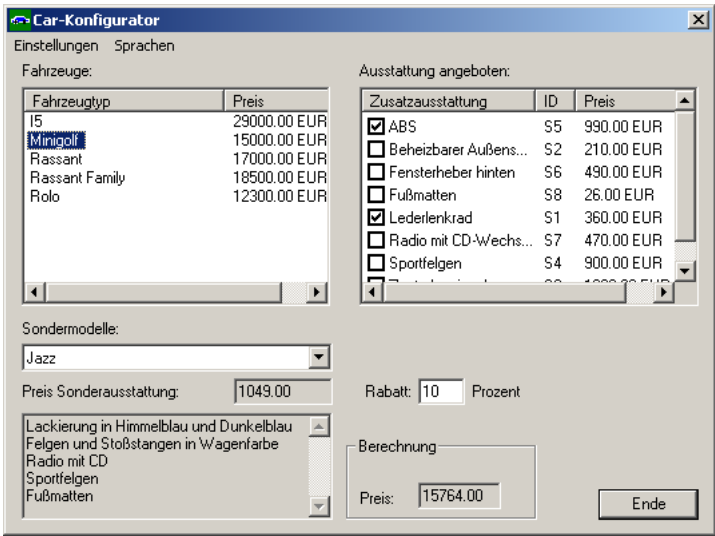 Car-Konfigurator
Einstellungen Sprachen
Fahrzeuge:
Fahrzeugtyp Preis
I5 29000.00 EUR
Minigolf 15000.00 EUR
Rassant 17000.00 EUR
Rassant Family 18500.00 EUR
Rolo 12300.00 EUR
Ausstattung angeboten:
Zusatzausstattung ID Preis
ABS S5 990.00 EUR
Beheizbarer Außens... S2 210.00 EUR
Fensterheber hinten S6 490.00 EUR
Fußmatten S8 26.00 EUR
Lederlenkrad S1 360.00 EUR
Radio mit CD-Wechs... S7 470.00 EUR
Sportfelgen S4 900.00 EUR
Sondermodelle:
Jazz
Preis Sonderausstattung: 1049.00
Rabatt: 10 Prozent
Lackierung in Himmelblau und Dunkelblau
Felgen und Stoßstangen in Wagenfarbe
Radio mit CD
Sportfelgen
Fußmatten
Berechnung
Preis: 15764.00
Ende